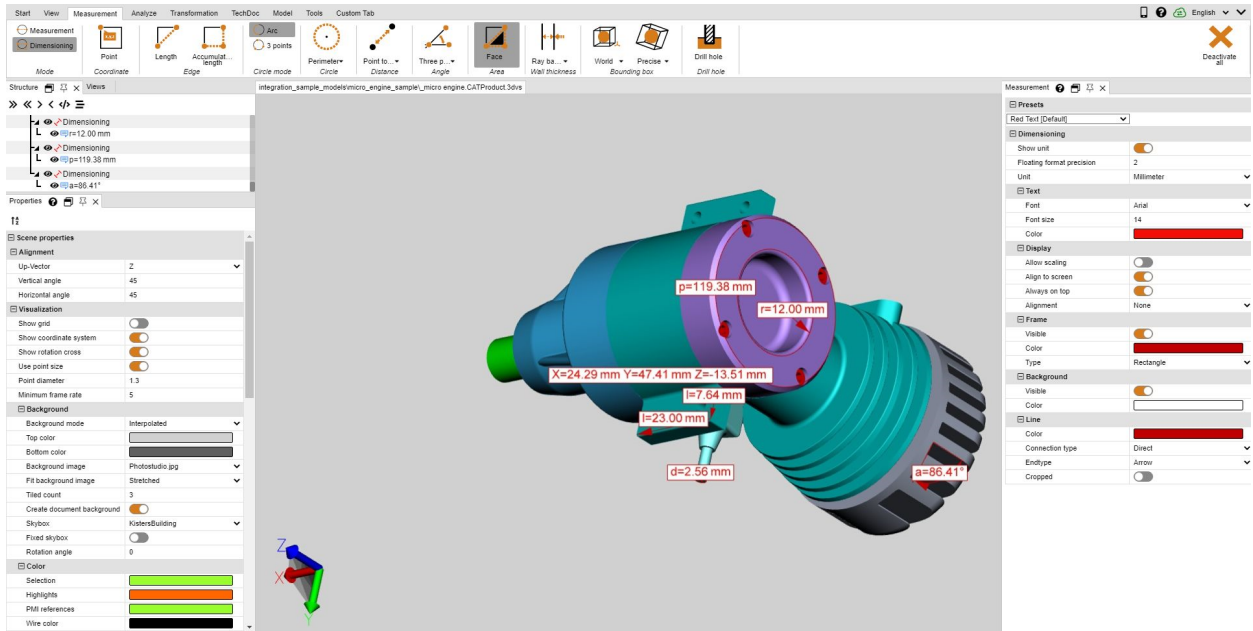 Start View Measurement Analyze Transformation TechDoc Model Tools Custom Tab English
Measurement
Dimensioning
Mode
Point
Coordinate
Length
Accumulat... length
Edge
Arc
3 points
Circle mode
Perimeter
Circle
Point to...
Distance
Three p...
Angle
Face
Area
Ray ba...
Wall thickness
World
Precise
Bounding box
Drill hole
Drill hole
Deactivate all
Structure Views
Dimensioning
r=12.00 mm
Dimensioning
p=119.38 mm
Dimensioning
a=86.41°
Properties
Scene properties
Alignment
Up-Vector Z
Vertical angle 45
Horizontal angle 45
Visualization
Show grid
Show coordinate system
Show rotation cross
Use point size
Point diameter 1.3
Minimum frame rate 5
Background
Background mode Interpolated
Top color
Bottom color
Background image Photostudio.jpg
Fit background image Stretched
Tiled count 3
Create document background
Skybox KistersBuilding
Fixed skybox
Rotation angle 0
Color
Selection
Highlights
PMI references
Wire color
integration_sample_models\micro_engine_sample\_micro engine.CATProduct.3dvs
p=119.38 mm
r=12.00 mm
X=24.29 mm Y=47.41 mm Z=-13.51 mm
l=7.64 mm
l=23.00 mm
d=2.56 mm
a=86.41°
Z
X
Y
Measurement
Presets
Red Text [Default]
Dimensioning
Show unit
Floating format precision 2
Unit Millimeter
Text
Font Arial
Font size 14
Color
Display
Allow scaling
Align to screen
Always on top
Alignment None
Frame
Visible
Color
Type Rectangle
Background
Visible
Color
Line
Color
Connection type Direct
Endtype Arrow
Cropped